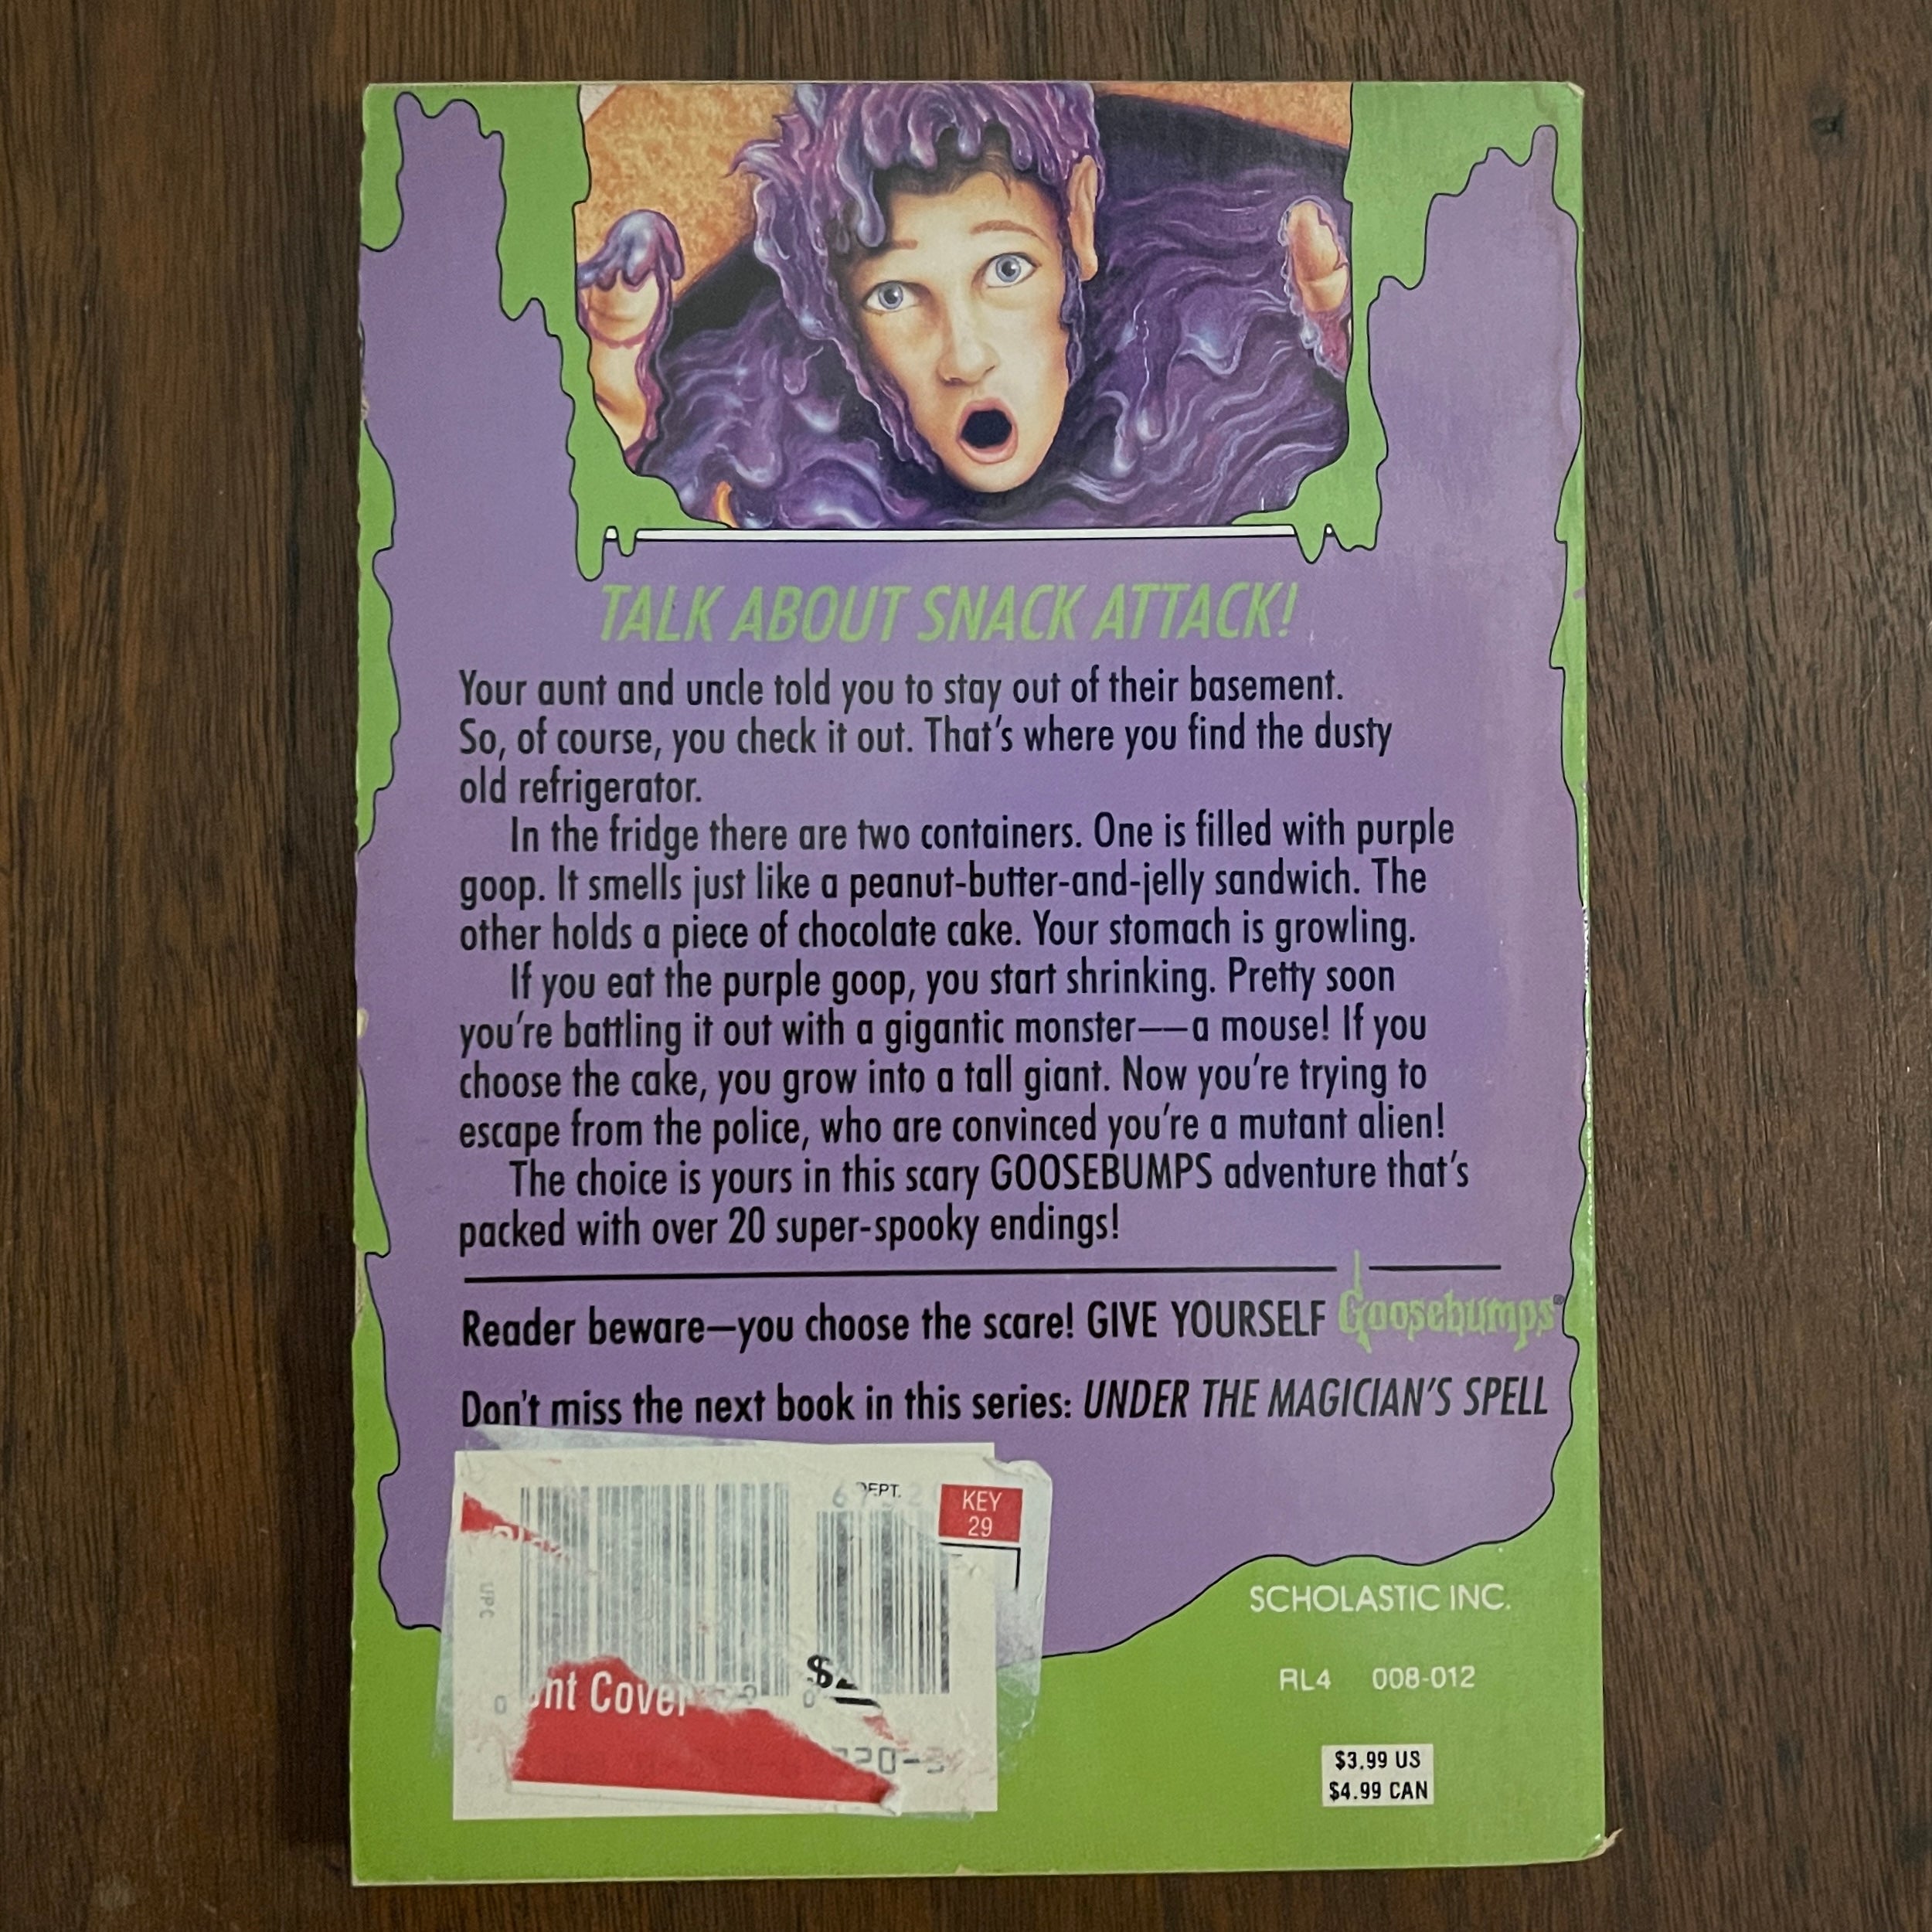 TALK ABOUT SNACK ATTACK!
Your aunt and uncle told you to stay out of their basement.
So, of course, you check it out. That's where you find the dusty
old refrigerator.
In the fridge there are two containers. One is filled with purple
goop. It smells just like a peanut-butter-and-jelly sandwich. The
other holds a piece of chocolate cake. Your stomach is growling.
If you eat the purple goop, you start shrinking. Pretty soon
you're battling it out with a gigantic monster——a mouse! If you
choose the cake, you grow into a tall giant. Now you're trying to
escape from the police, who are convinced you're a mutant alien!
The choice is yours in this scary GOOSEBUMPS adventure that's
packed with over 20 super-spooky endings!
Reader beware—you choose the scare! GIVE YOURSELF Goosebumps®
Don't miss the next book in this series: UNDER THE MAGICIAN'S SPELL
KEY
29
UPC
SCHOLASTIC INC.
RL4 008-012
$3.99 US
$4.99 CAN